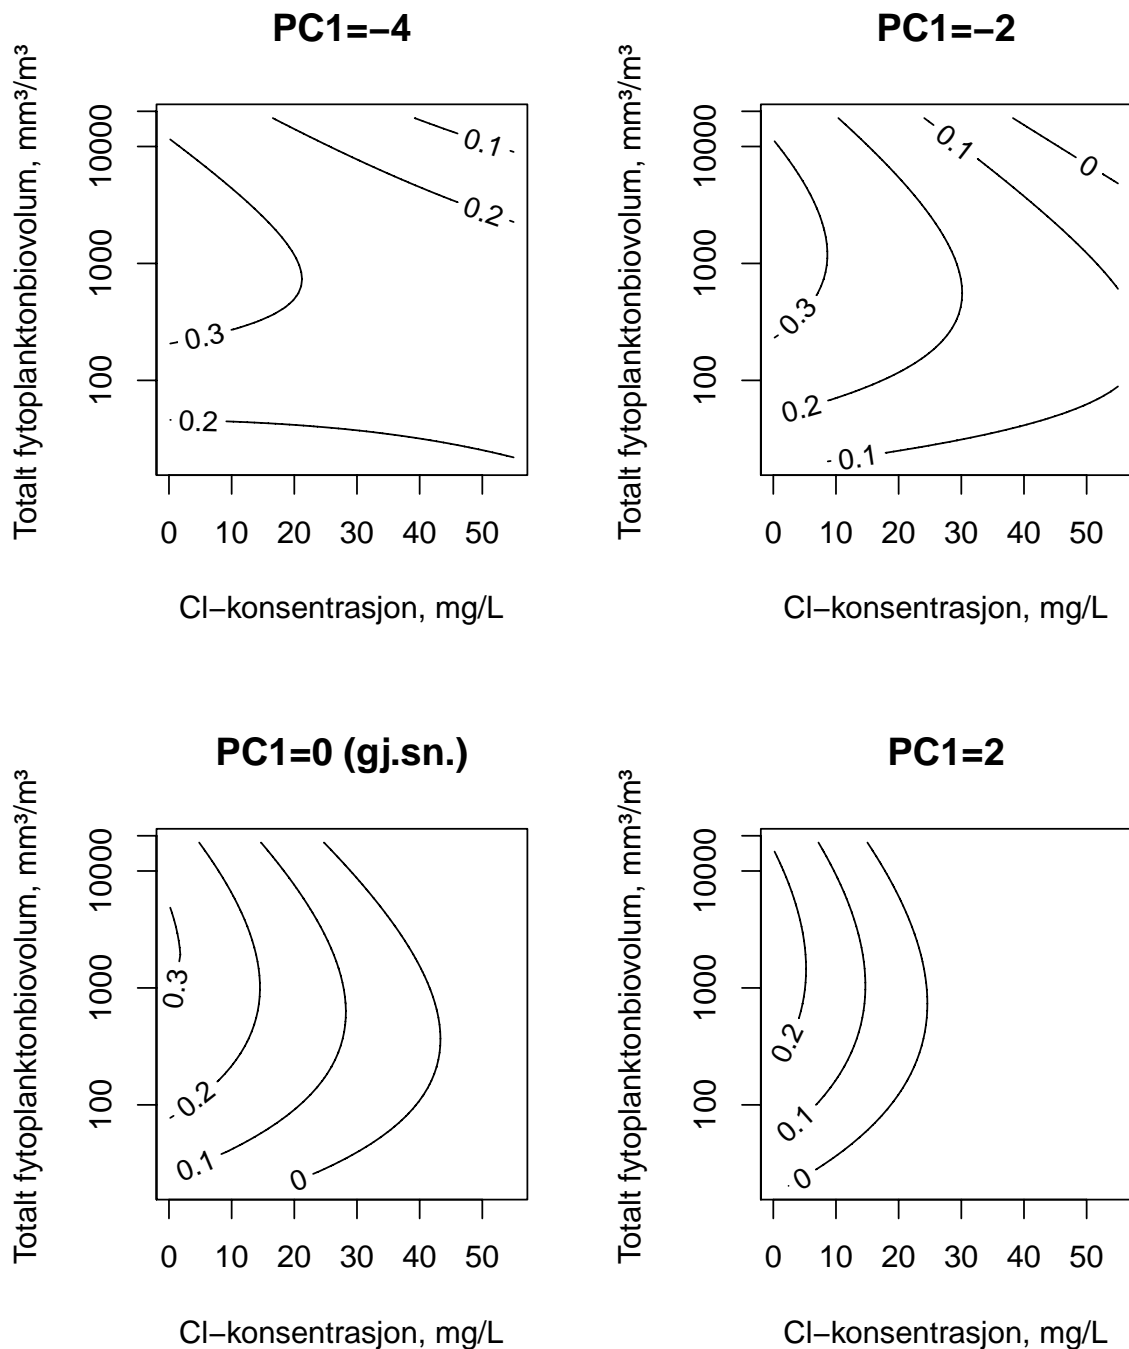 PC1=−4
Totalt fytoplanktonbiovolum, mm³/m³
10000
1000
100
0.1
0.2
0.3
0.2
0 10 20 30 40 50
Cl−konsentrasjon, mg/L
PC1=−2
Totalt fytoplanktonbiovolum, mm³/m³
10000
1000
100
0.1
0
0.3
0.2
0.1
0 10 20 30 40 50
Cl−konsentrasjon, mg/L
PC1=0 (gj.sn.)
Totalt fytoplanktonbiovolum, mm³/m³
10000
1000
100
0.3
0.2
0.1
0
0 10 20 30 40 50
Cl−konsentrasjon, mg/L
PC1=2
Totalt fytoplanktonbiovolum, mm³/m³
10000
1000
100
0.2
0.1
0
0 10 20 30 40 50
Cl−konsentrasjon, mg/L